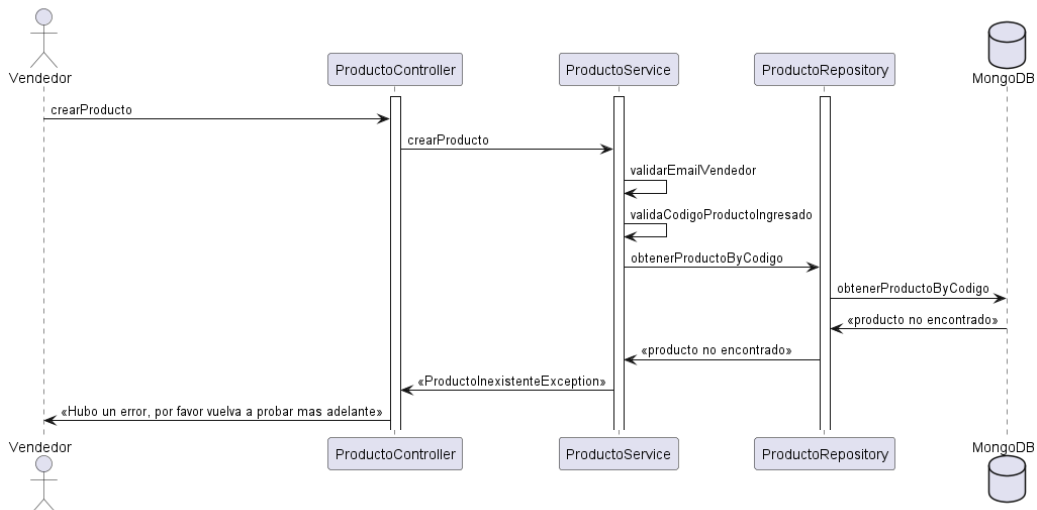 Vendedor
ProductoController
ProductoService
ProductoRepository
MongoDB
crearProducto
crearProducto
validarEmailVendedor
validaCodigoProductoIngresado
obtenerProductoByCodigo
obtenerProductoByCodigo
«producto no encontrado»
«producto no encontrado»
«ProductoInexistenteException»
«Hubo un error, por favor vuelva a probar mas adelante»
Vendedor
ProductoController
ProductoService
ProductoRepository
MongoDB